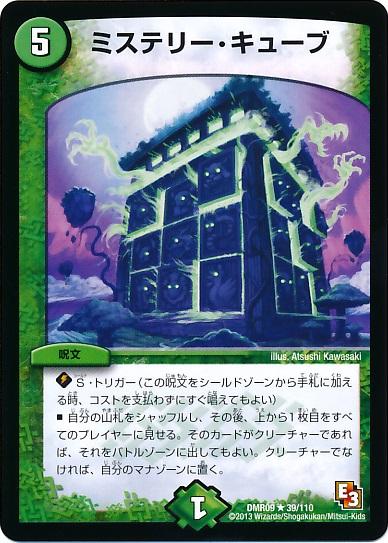 5
ミステリー・キューブ
呪文
illus. Atsushi Kawasaki
S・トリガー(この呪文をシールドゾーンから手札に加え
る時、コストを支払わずにすぐ唱えてもよい)
■ 自分の山札をシャッフルし、その後、上から1枚目をすべ
てのプレイヤーに見せる。そのカードがクリーチャーであ
れば、それをバトルゾーンに出してもよい。クリーチャーで
なければ、自分のマナゾーンに置く。
1
DMR09 ★ 39/110
©2013 Wizards/Shogakukan/Mitsui-Kids
E3